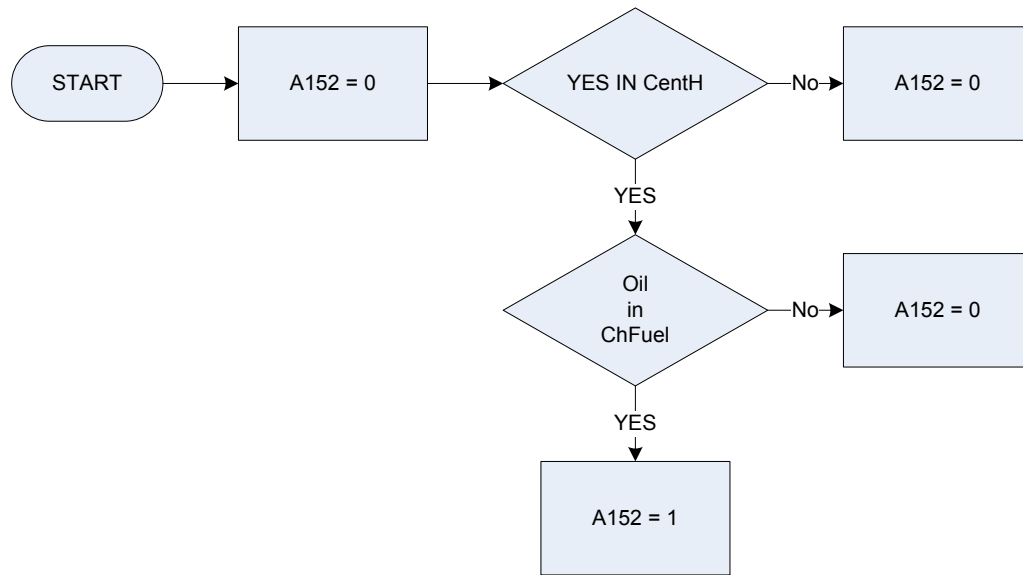 START
A152 = 0
YES IN CentH
No
A152 = 0
YES
Oil
in
ChFuel
No
A152 = 0
YES
A152 = 1